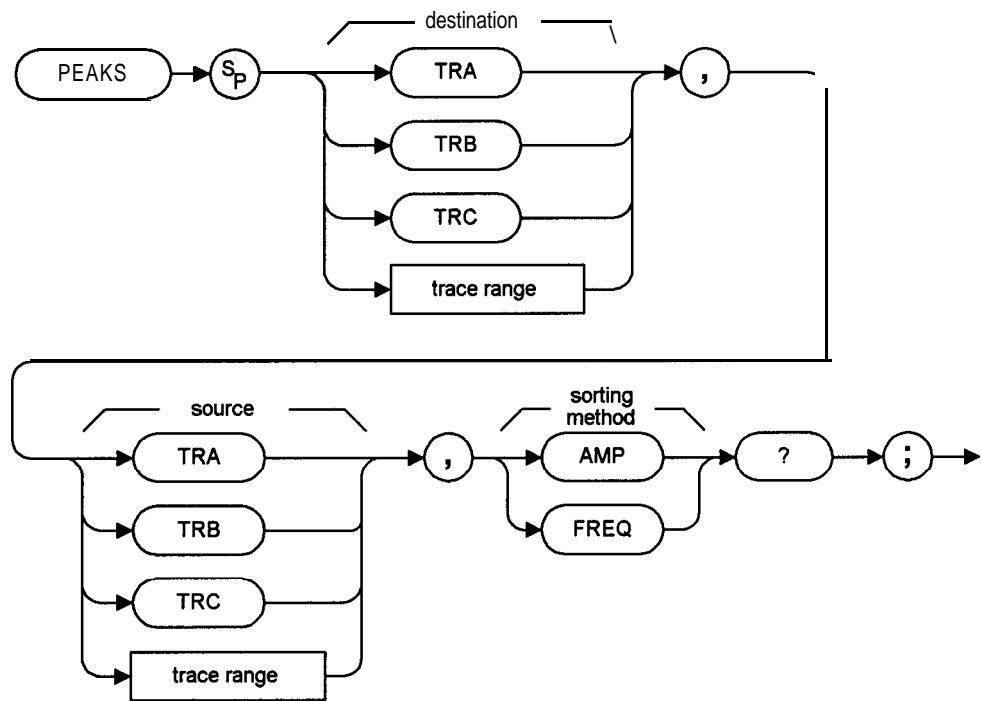 destination
PEAKS SP TRA ,
TRB
TRC
trace range
source
sorting
method
TRA , AMP ? ;
TRB FREQ
TRC
trace range